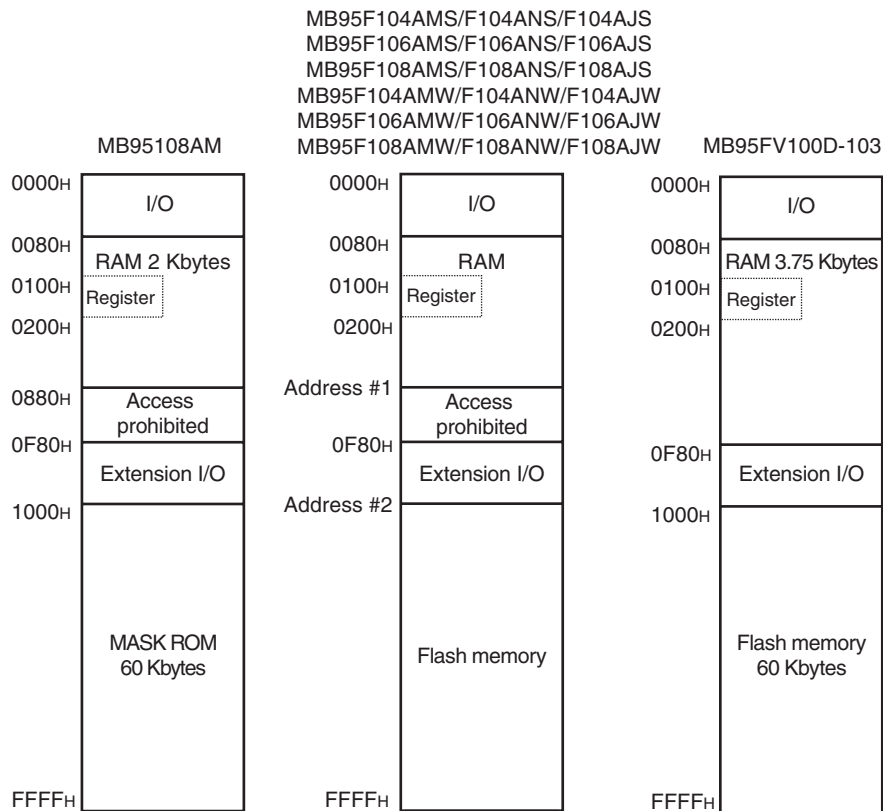 MB95F104AMS/F104ANS/F104AJS
MB95F106AMS/F106ANS/F106AJS
MB95F108AMS/F108ANS/F108AJS
MB95F104AMW/F104ANW/F104AJW
MB95F106AMW/F106ANW/F106AJW
MB95F108AMW/F108ANW/F108AJW
MB95108AM
0000H
I/O
0080H
RAM 2 Kbytes
0100H
Register
0200H
0880H
Access
prohibited
0F80H
Extension I/O
1000H
MASK ROM
60 Kbytes
FFFFH
0000H
I/O
0080H
RAM
0100H
Register
0200H
Address #1
Access
prohibited
0F80H
Extension I/O
Address #2
Flash memory
FFFFH
MB95FV100D-103
0000H
I/O
0080H
RAM 3.75 Kbytes
0100H
Register
0200H
0F80H
Extension I/O
1000H
Flash memory
60 Kbytes
FFFFH